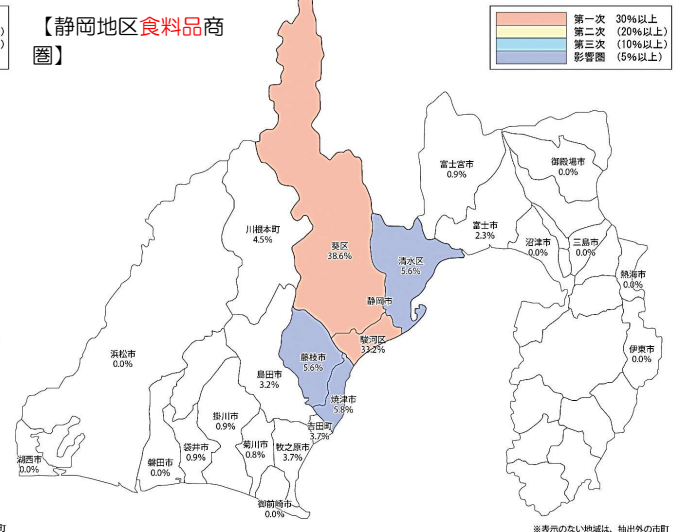 【静岡地区食料品商
圏】
第一次 30%以上
第二次 (20%以上)
第三次 (10%以上)
影響圏 (5%以上)
富士宮市
0.9%
御殿場市
0.0%
川根本町
4.5%
葵区
38.6%
清水区
5.6%
富士市
2.3%
沼津市
0.0%
三島市
0.0%
熱海市
0.0%
静岡市
駿河区
33.2%
伊東市
0.0%
浜松市
0.0%
島田市
3.2%
藤枝市
5.6%
焼津市
5.8%
吉田町
3.7%
掛川市
0.9%
袋井市
0.9%
菊川市
0.8%
牧之原市
3.7%
磐田市
0.0%
湖西市
0.0%
御前崎市
0.0%
町
※表示のない地域は、抽出外の市町